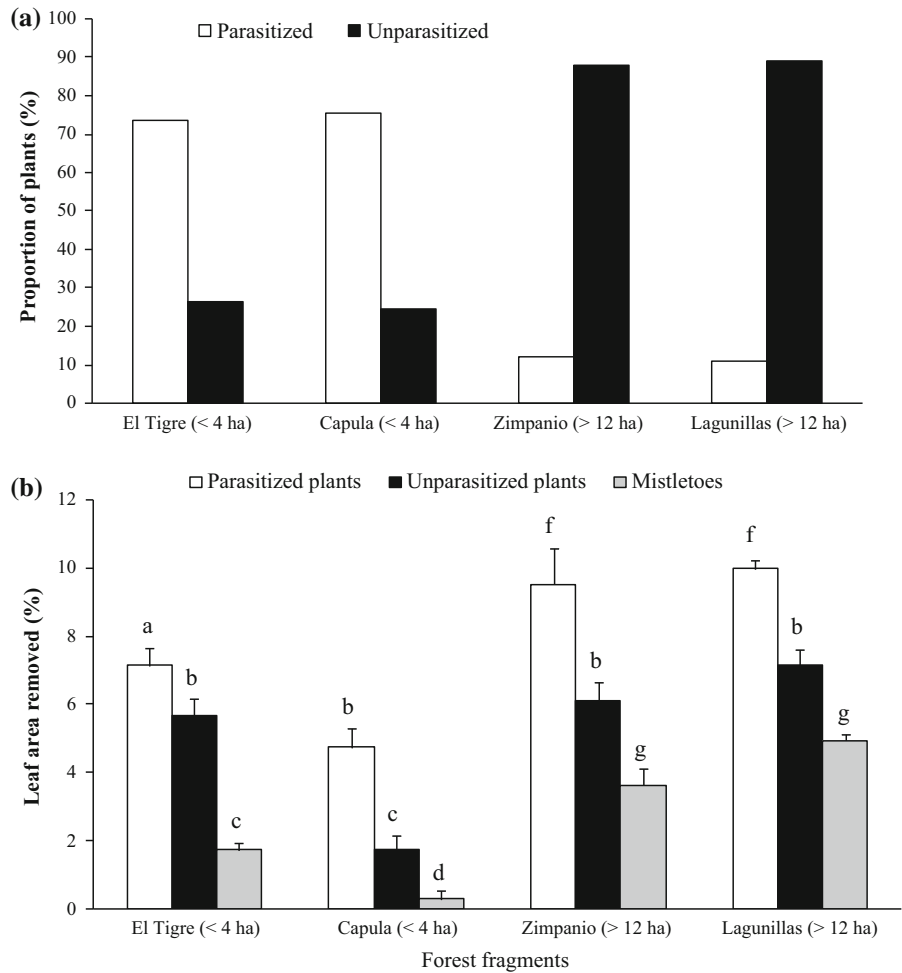 (a)
Parasitized Unparasitized
Proportion of plants (%)
100
90
80
70
60
50
40
30
20
10
0
El Tigre (< 4 ha) Capula (< 4 ha) Zimpanio (> 12 ha) Lagunillas (> 12 ha)
(b)
Parasitized plants Unparasitized plants Mistletoes
Leaf area removed (%)
12
10
8
6
4
2
0
a b c b c d f b g f b g
El Tigre (< 4 ha) Capula (< 4 ha) Zimpanio (> 12 ha) Lagunillas (> 12 ha)
Forest fragments